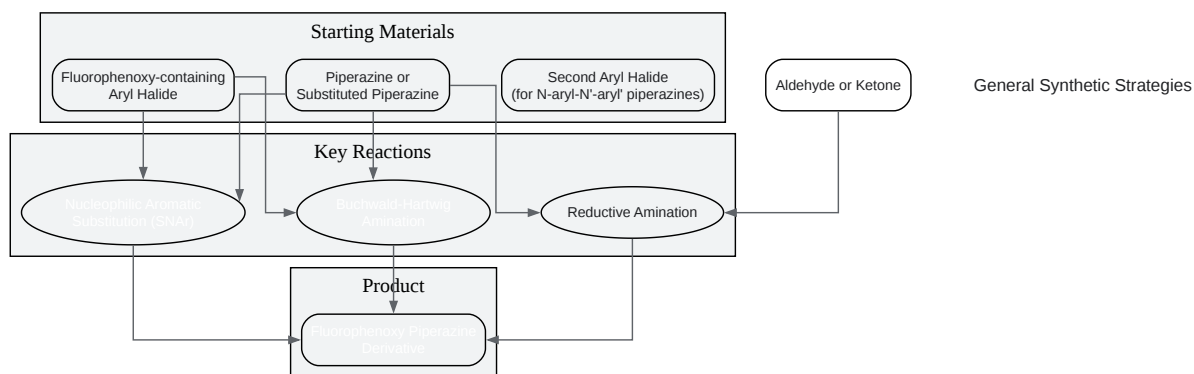 Starting Materials
Fluorophenoxy-containing
Aryl Halide
Piperazine or
Substituted Piperazine
Second Aryl Halide
(for N-aryl-N'-aryl' piperazines)
Aldehyde or Ketone
General Synthetic Strategies
Key Reactions
Nucleophilic Aromatic
Substitution (SNAr)
Buchwald-Hartwig
Amination
Reductive Amination
Product
Fluorophenoxy Piperazine
Derivative